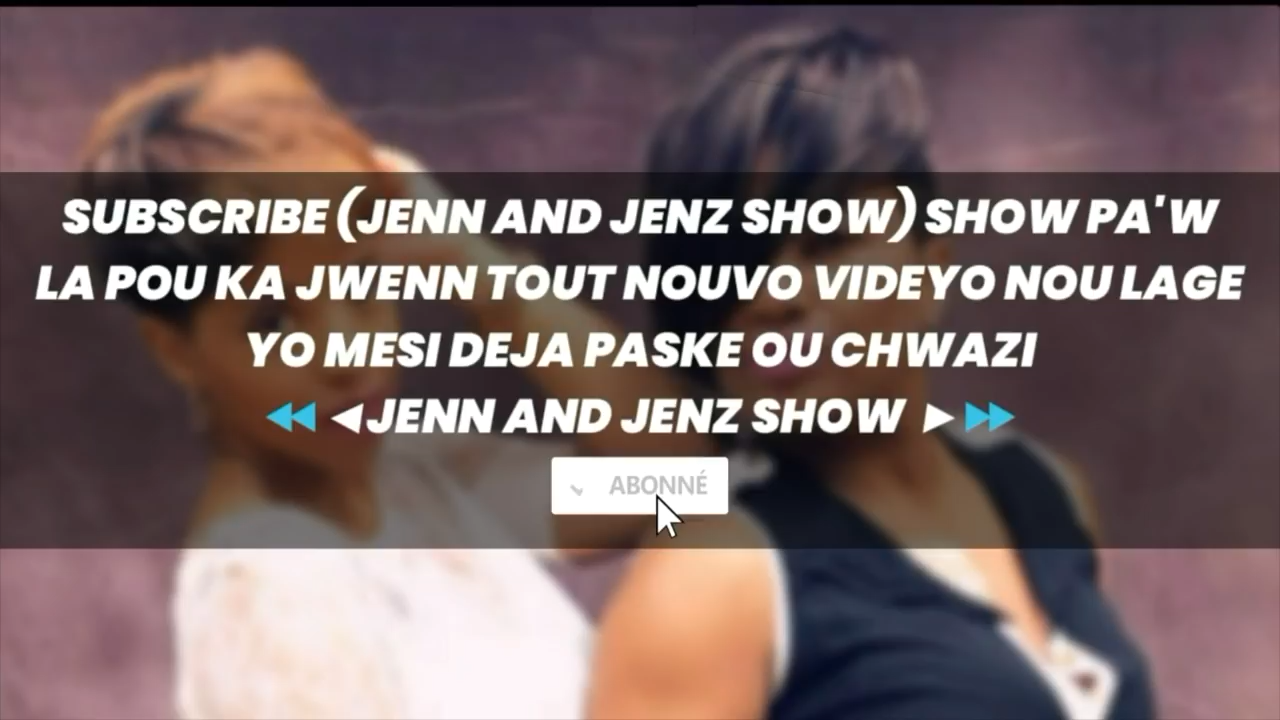 SUBSCRIBE (JENN AND JENZ SHOW) SHOW PA'W
LA POU KA JWENN TOUT NOUVO VIDEYO NOU LAGE
YO MESI DEJA PASKE OU CHWAZI
⏪ ◀JENN AND JENZ SHOW ▶ ⏩
ABONNÉ